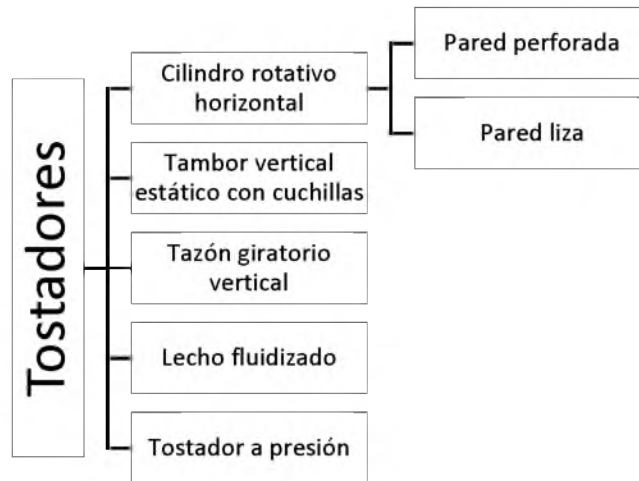 Tostadores
Cilindro rotativo
horizontal
Pared perforada
Pared liza
Tambor vertical
estático con cuchillas
Tazón giratorio
vertical
Lecho fluidizado
Tostador a presión